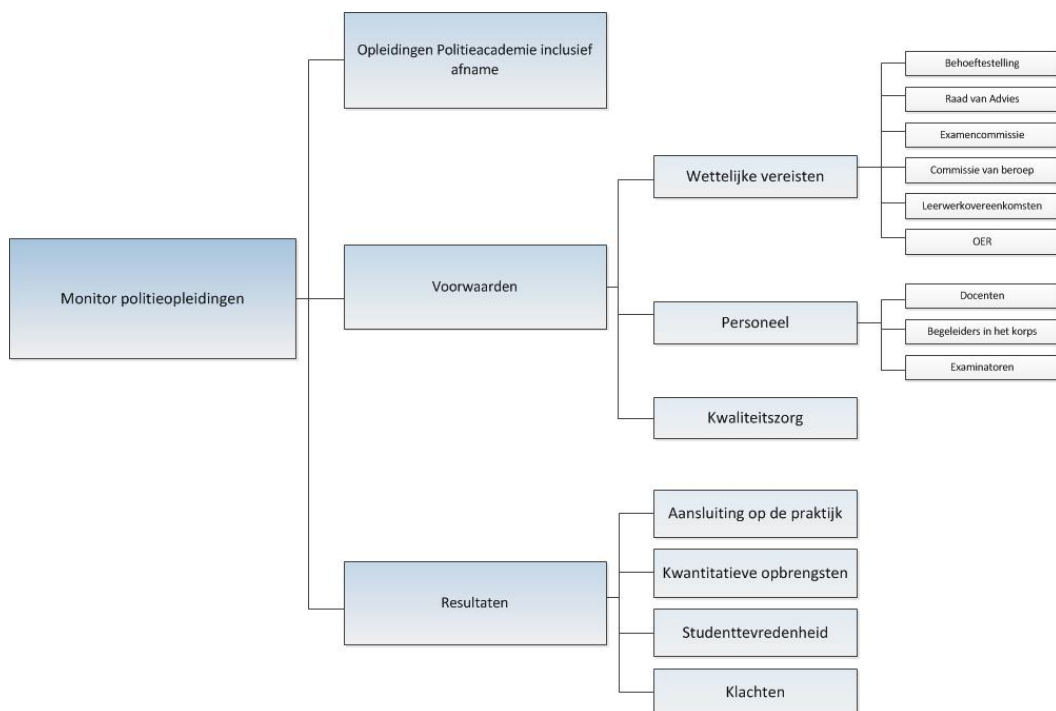 Monitor politieopleidingen
Opleidingen Politieacademie inclusief
afname
Voorwaarden
Wettelijke vereisten
Behoeftestelling
Raad van Advies
Examencommissie
Commissie van beroep
Leerwerkovereenkomsten
OER
Personeel
Docenten
Begeleiders in het korps
Examinatoren
Kwaliteitszorg
Resultaten
Aansluiting op de praktijk
Kwantitatieve opbrengsten
Studenttevredenheid
Klachten